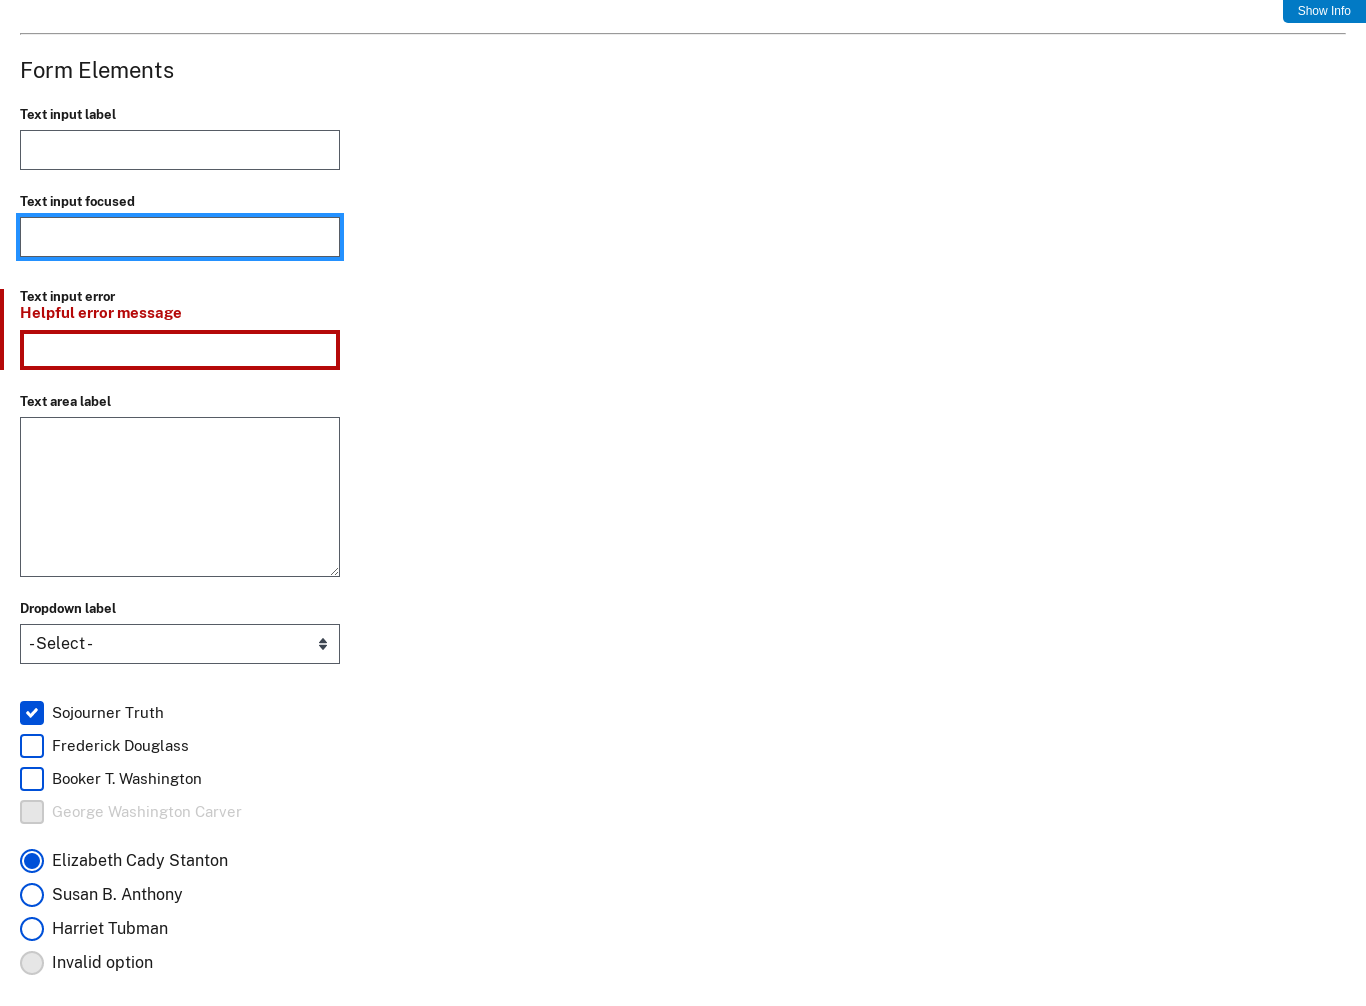 Show Info
Form Elements
Text input label
Text input focused
Text input error
Helpful error message
Text area label
Dropdown label
- Select -
Sojourner Truth
Frederick Douglass
Booker T. Washington
George Washington Carver
Elizabeth Cady Stanton
Susan B. Anthony
Harriet Tubman
Invalid option